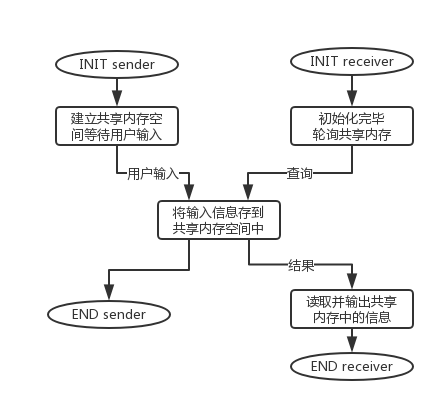 INIT sender
INIT receiver
建立共享内存空
间等待用户输入
初始化完毕
轮询共享内存
用户输入
查询
将输入信息存到
共享内存空间中
结果
读取并输出共享
内存中的信息
END sender
END receiver